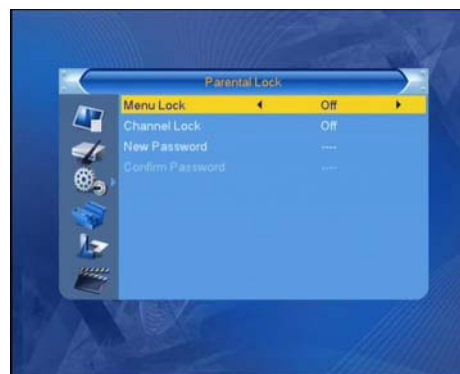 Parental Lock
Menu Lock Off
Channel Lock Off
New Password ----
Confirm Password ----